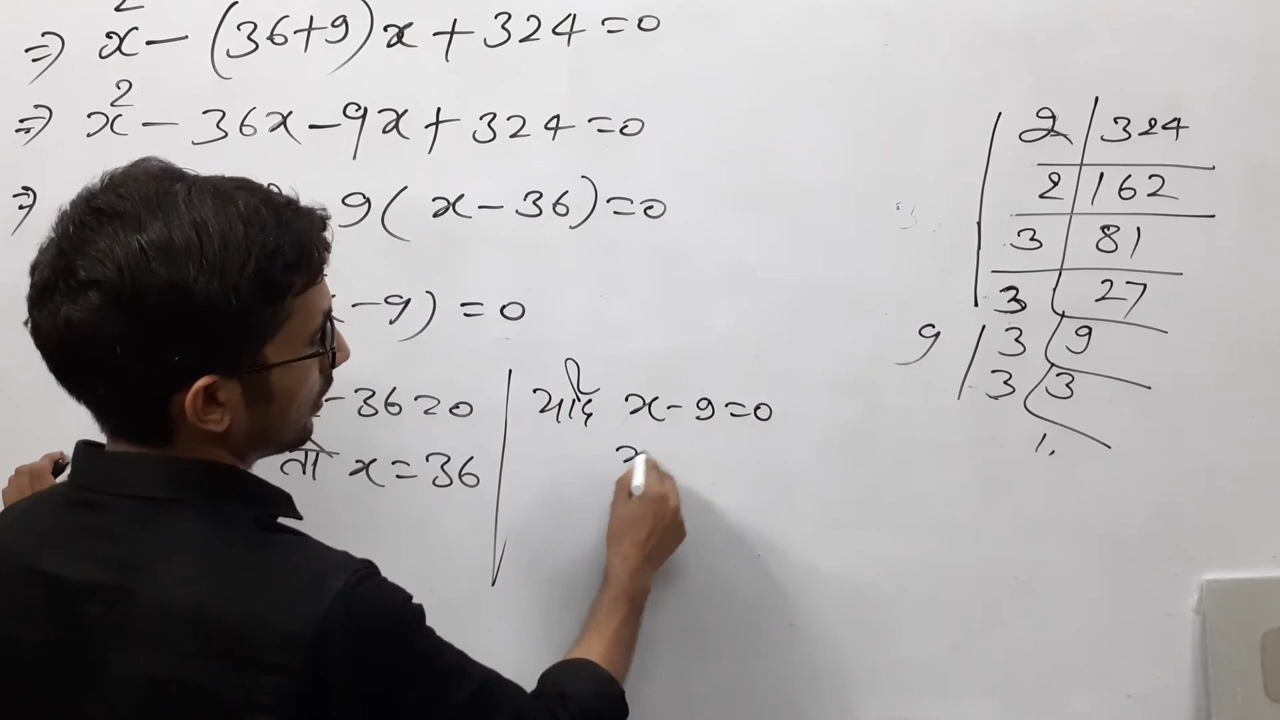 ⇒ x² - (36+9)x + 324 = 0
⇒ x² - 36x - 9x + 324 = 0
⇒ 9(x - 36) = 0
- 9) = 0
- 36 = 0
यदि x - 9 = 0
तो x = 36
x
2 | 324
2 | 162
3 | 81
3 | 27
9 | 3 | 9
3 | 3
1.